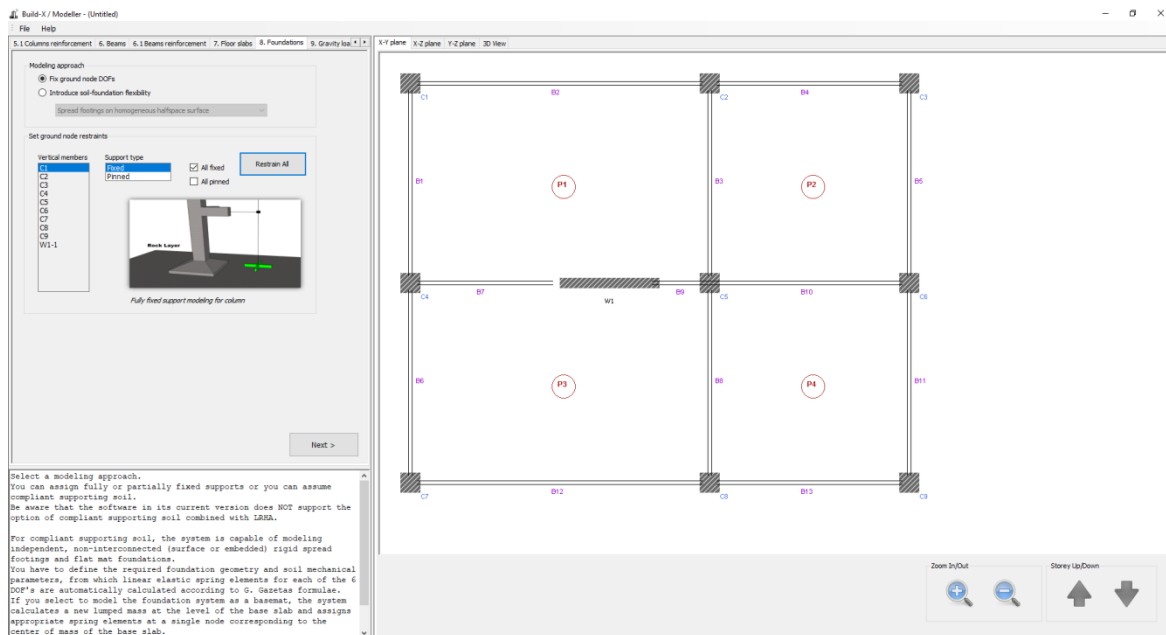 Build-X / Modeller - (Untitled)
File Help
5.1 Columns reinforcement 6. Beams 6.1 Beams reinforcement 7. Floor slabs 8. Foundations 9. Gravity loa
X-Y plane X-Z plane Y-Z plane 3D View
Modeling approach
Fix ground node DOFs
Introduce soil-foundation flexibility
Spread footings on homogeneous halfspace surface
Set ground node restraints
Vertical members
C1
C2
C3
C4
C5
C6
C7
C8
C9
W1-1
Support type
Fixed
Pinned
All fixed
All pinned
Restrain All
Rock Layer
Fully fixed support modeling for column
Next >
Select a modeling approach.
You can assign fully or partially fixed supports or you can assume
compliant supporting soil.
Be aware that the software in its current version does NOT support the
option of compliant supporting soil combined with LRHA.
For compliant supporting soil, the system is capable of modeling
independent, non-interconnected (surface or embedded) rigid spread
footings and flat mat foundations.
You have to define the required foundation geometry and soil mechanical
parameters, from which linear elastic spring elements for each of the 6
DOF's are automatically calculated according to G. Gazetas formulae.
If you select to model the foundation system as a basemat, the system
calculates a new lumped mass at the level of the base slab and assigns
appropriate spring elements at a single node corresponding to the
center of mass of the base slab.
C1 B2 C2 B4 C3
B1 P1 B3 P2 B5
C4 B7 W1 B9 C5 B10 C6
B6 P3 B8 P4 B11
C7 B12 C8 B13 C9
Zoom In/Out
Storey Up/Down